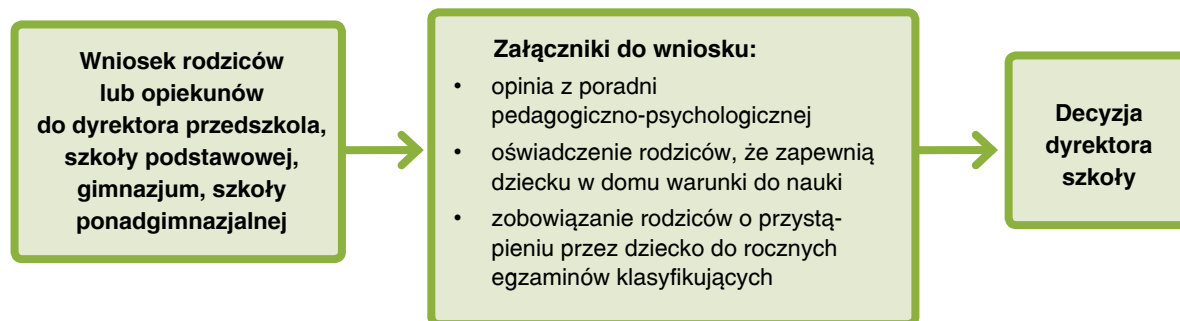 Wniosek rodziców
lub opiekunów
do dyrektora przedszkola,
szkoły podstawowej,
gimnazjum, szkoły
ponadgimnazjalnej
Załączniki do wniosku:
• opinia z poradni
pedagogiczno-psychologicznej
• oświadczenie rodziców, że zapewnią
dziecku w domu warunki do nauki
• zobowiązanie rodziców o przystą-
pieniu przez dziecko do rocznych
egzaminów klasyfikujących
Decyzja
dyrektora
szkoły